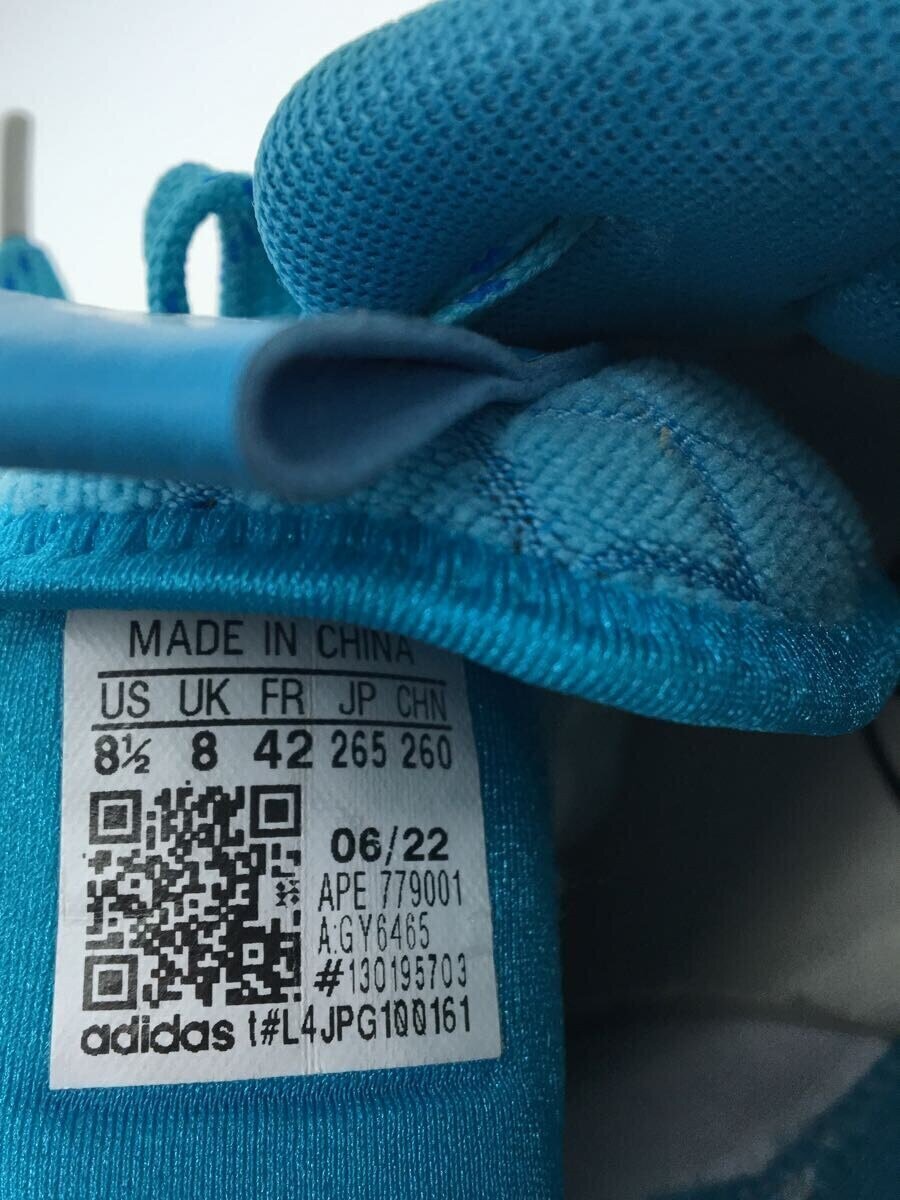 MADE IN CHINA
US UK FR JP CHN
8½ 8 42 265 260
06/22
APE 779001
A:GY6465
#130195703
adidas t#L4JPG100161